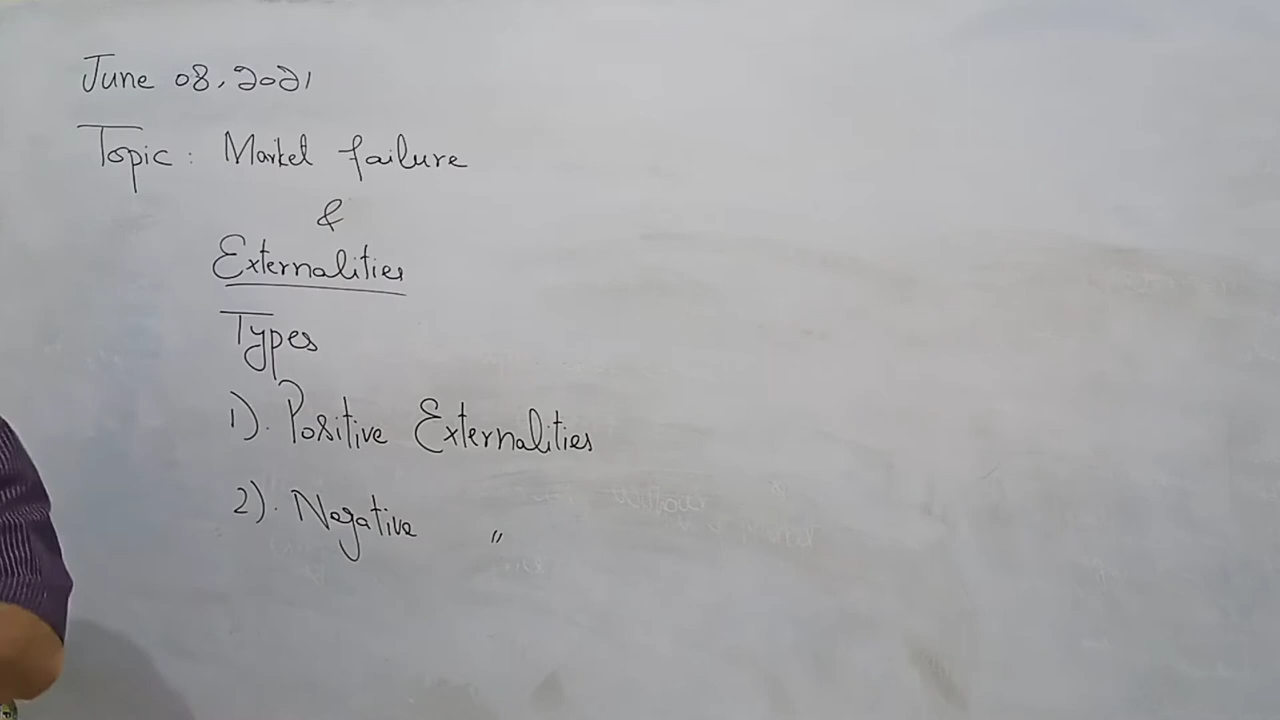 June 08, 2021
Topic: Market failure
&
Externalities
Types
1). Positive Externalities
2). Negative "